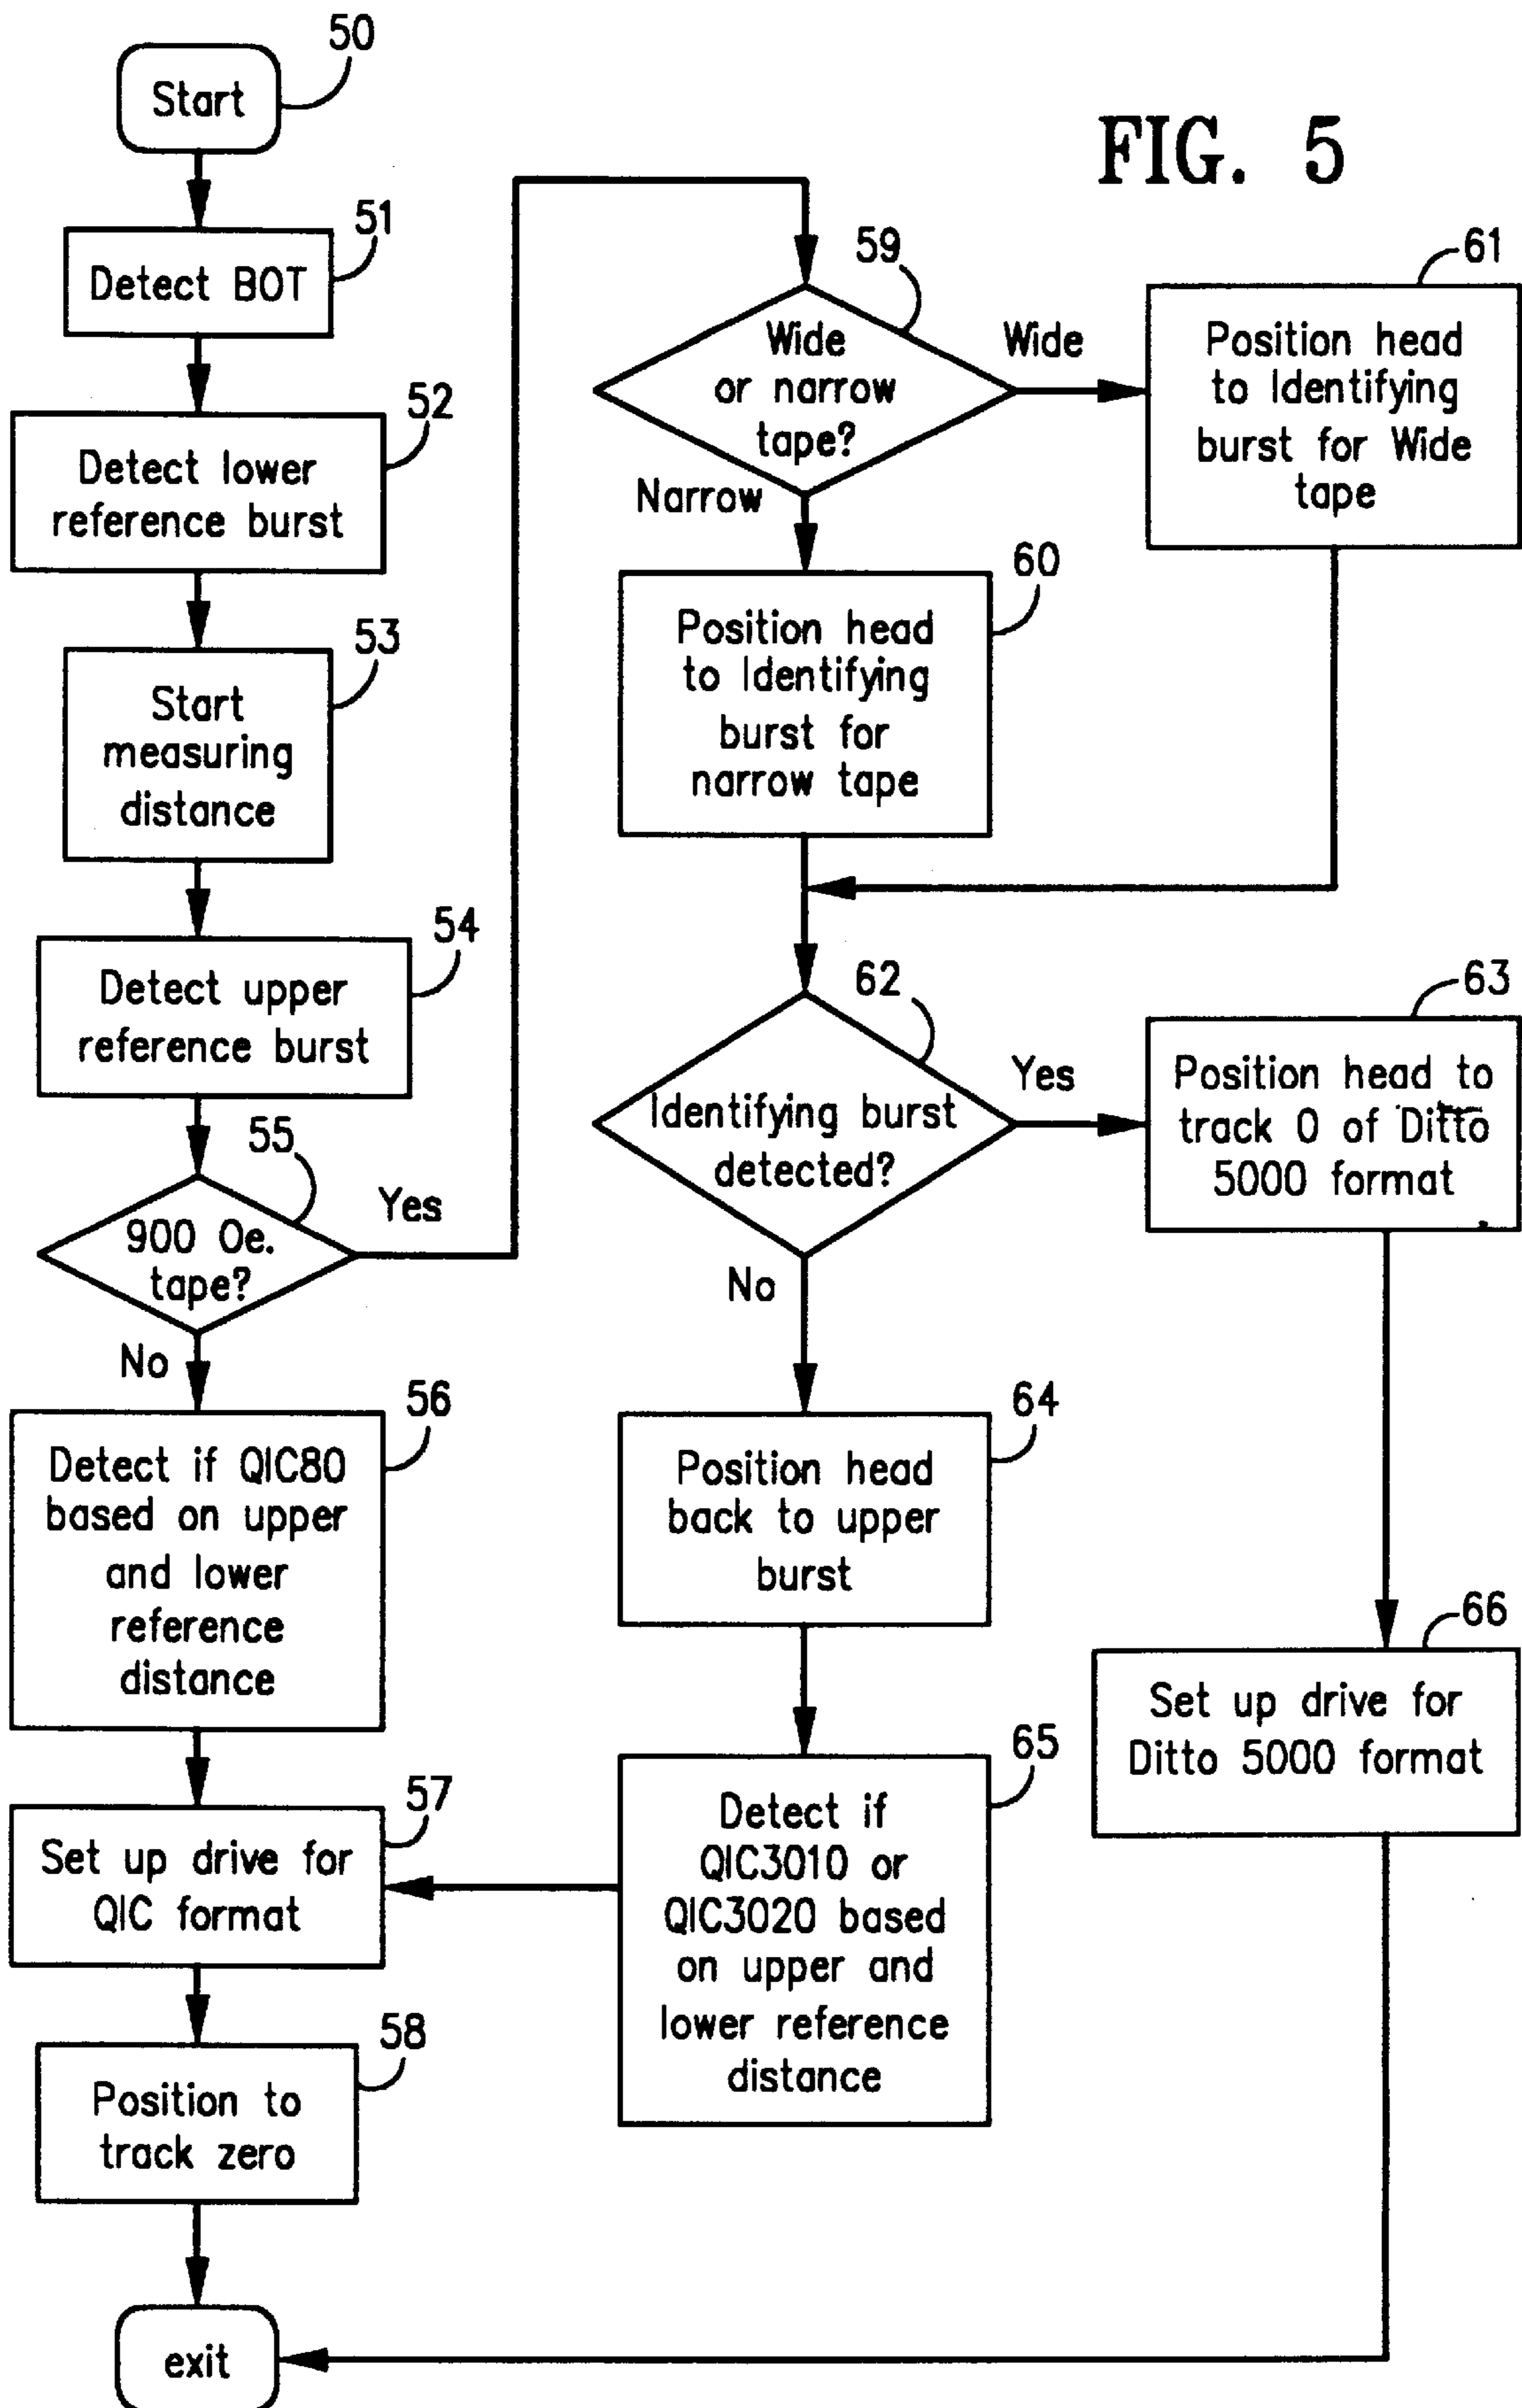 FIG. 5
50
Start
51
Detect BOT
52
Detect lower
reference burst
53
Start
measuring
distance
54
Detect upper
reference burst
55
900 Oe.
tape?
Yes
No
56
Detect if QIC80
based on upper
and lower
reference
distance
57
Set up drive for
QIC format
58
Position to
track zero
exit
59
Wide
or narrow
tape?
Wide
Narrow
60
Position head
to Identifying
burst for
narrow tape
61
Position head
to Identifying
burst for Wide
tape
62
Identifying burst
detected?
Yes
No
63
Position head to
track 0 of Ditto
5000 format
64
Position head
back to upper
burst
65
Detect if
QIC3010 or
QIC3020 based
on upper and
lower reference
distance
66
Set up drive for
Ditto 5000 format